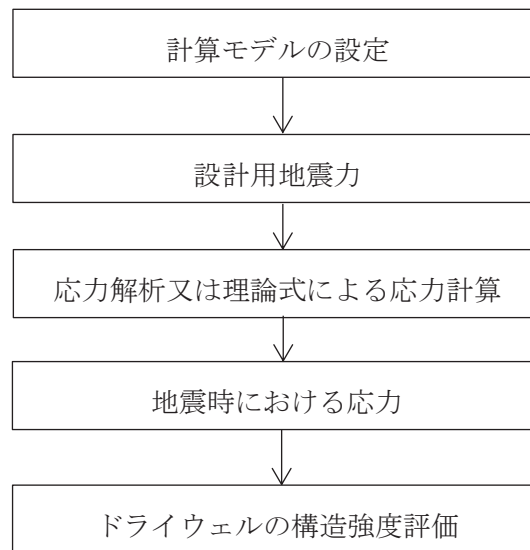 計算モデルの設定
設計用地震力
応力解析又は理論式による応力計算
地震時における応力
ドライウェルの構造強度評価